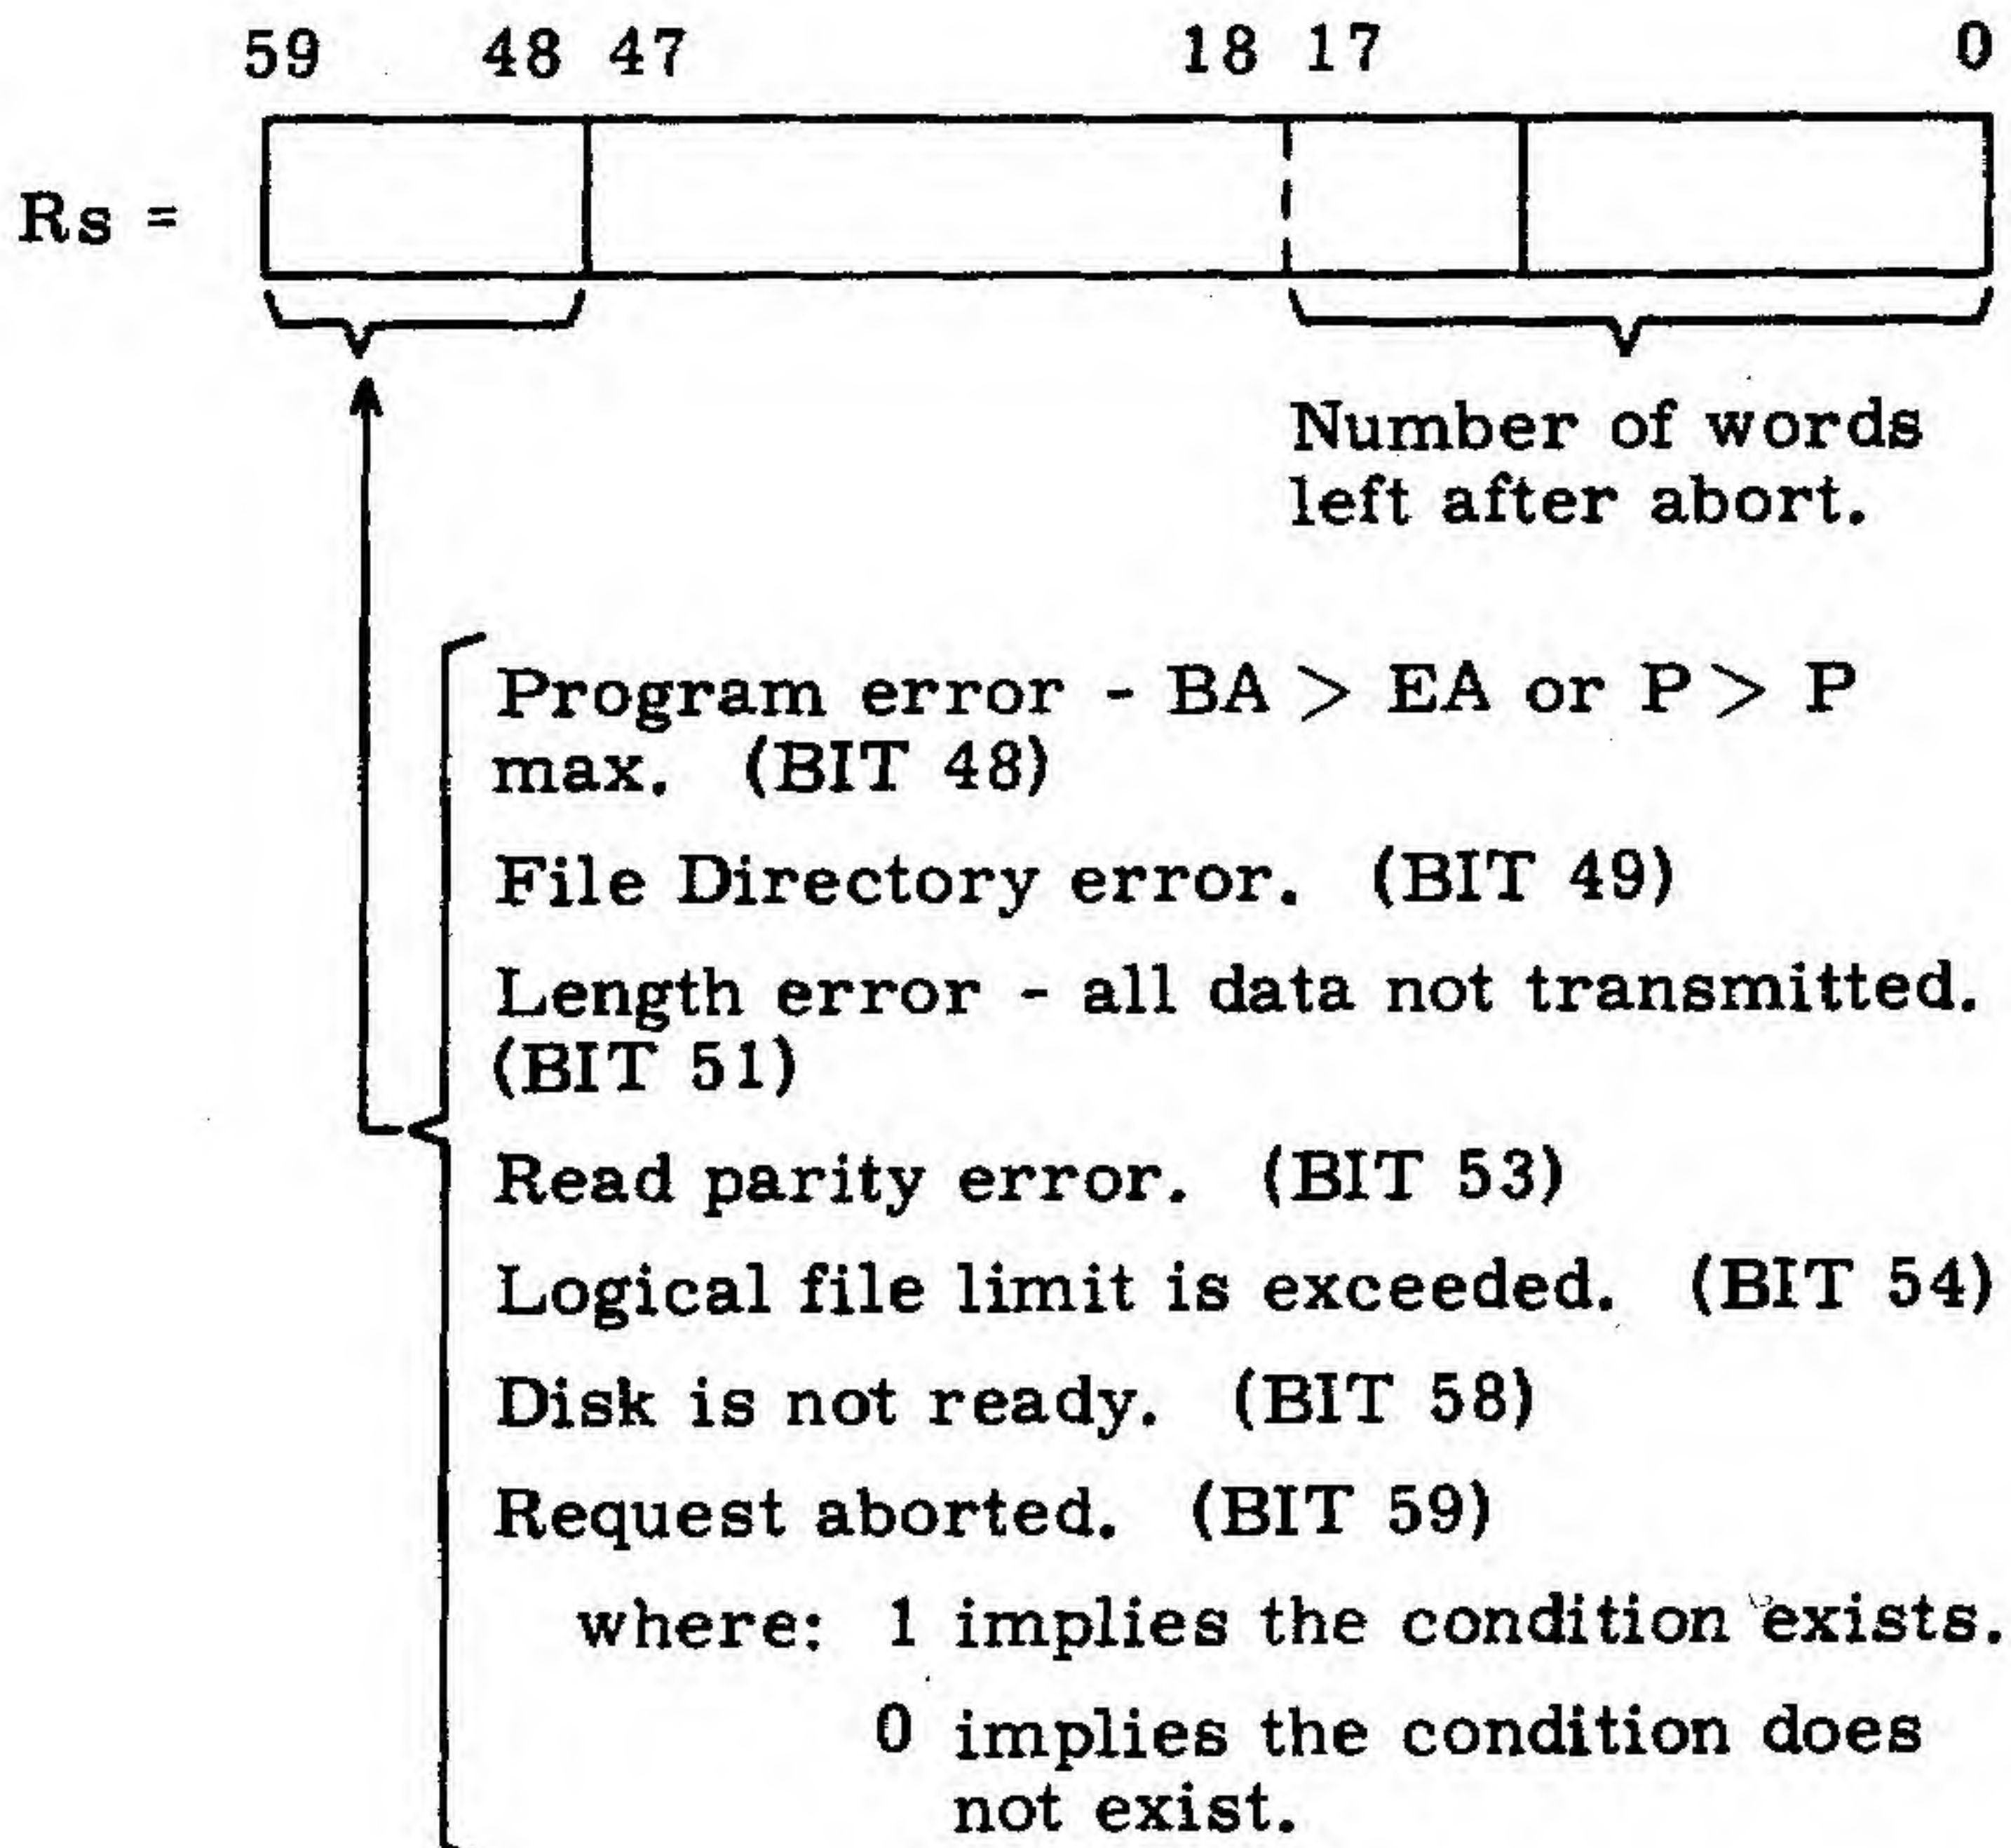 59 48 47 18 17 0
Rs =
Number of words
left after abort.
Program error - BA > EA or P > P
max. (BIT 48)
File Directory error. (BIT 49)
Length error - all data not transmitted.
(BIT 51)
Read parity error. (BIT 53)
Logical file limit is exceeded. (BIT 54)
Disk is not ready. (BIT 58)
Request aborted. (BIT 59)
where: 1 implies the condition exists.
0 implies the condition does
not exist.